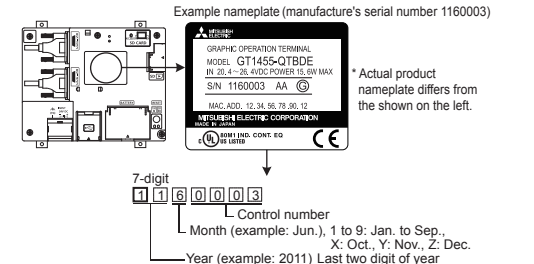 Example nameplate (manufacture's serial number 1160003)
SD CARD
MITSUBISHI
ELECTRIC
GRAPHIC OPERATION TERMINAL
MODEL GT1455-QTBDE
IN 20, 4~26, 4VDC POWER 15, 6W MAX
S/N 1160003 AA G
MAC. ADD. 12, 34, 56, 78 ,90, 12
MITSUBISHI ELECTRIC CORPORATION
MADE IN JAPAN
c UL 80M1 IND. CONT. EQ
US LISTED
CE
* Actual product
nameplate differs from
the shown on the left.
7-digit
1 1 6 0 0 0 3
Control number
Month (example: Jun.), 1 to 9: Jan. to Sep.,
X: Oct., Y: Nov., Z: Dec.
Year (example: 2011) Last two digit of year